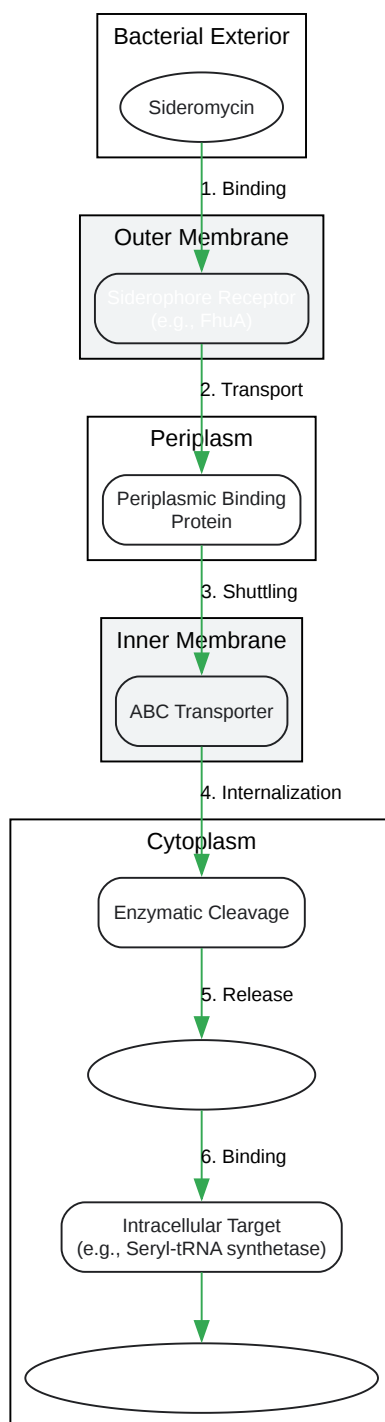 Bacterial Exterior
Sideromycin
1. Binding
Outer Membrane
Siderophore Receptor
(e.g., FhuA)
2. Transport
Periplasm
Periplasmic Binding
Protein
3. Shuttling
Inner Membrane
ABC Transporter
4. Internalization
Cytoplasm
Enzymatic Cleavage
5. Release
6. Binding
Intracellular Target
(e.g., Seryl-tRNA synthetase)